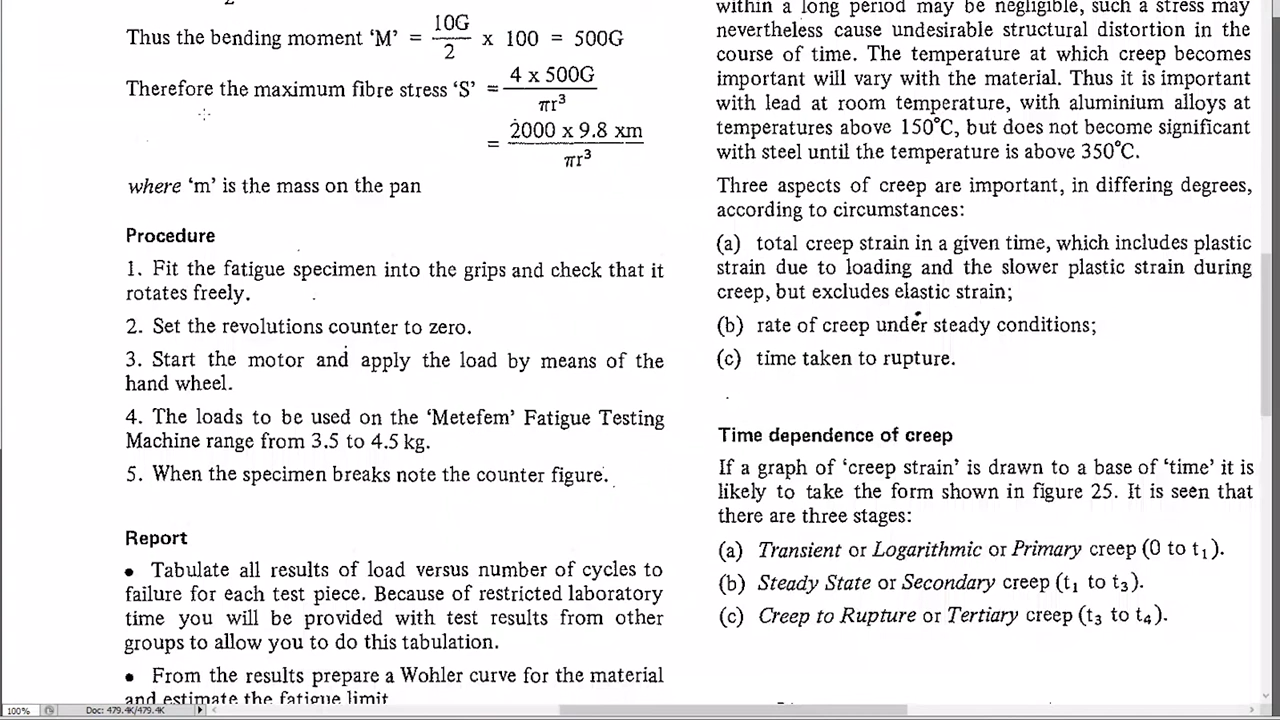 Thus the bending moment ‘M’ = 10G/2 x 100 = 500G
Therefore the maximum fibre stress ‘S’ = 4 x 500G/πr³
= 2000 x 9.8 xm/πr³
where ‘m’ is the mass on the pan
Procedure
1. Fit the fatigue specimen into the grips and check that it
rotates freely.
2. Set the revolutions counter to zero.
3. Start the motor and apply the load by means of the
hand wheel.
4. The loads to be used on the ‘Metefem’ Fatigue Testing
Machine range from 3.5 to 4.5 kg.
5. When the specimen breaks note the counter figure.
Report
• Tabulate all results of load versus number of cycles to
failure for each test piece. Because of restricted laboratory
time you will be provided with test results from other
groups to allow you to do this tabulation.
• From the results prepare a Wohler curve for the material
and estimate the fatigue limit
within a long period may be negligible, such a stress may
nevertheless cause undesirable structural distortion in the
course of time. The temperature at which creep becomes
important will vary with the material. Thus it is important
with lead at room temperature, with aluminium alloys at
temperatures above 150°C, but does not become significant
with steel until the temperature is above 350°C.
Three aspects of creep are important, in differing degrees,
according to circumstances:
(a) total creep strain in a given time, which includes plastic
strain due to loading and the slower plastic strain during
creep, but excludes elastic strain;
(b) rate of creep under steady conditions;
(c) time taken to rupture.
Time dependence of creep
If a graph of ‘creep strain’ is drawn to a base of ‘time’ it is
likely to take the form shown in figure 25. It is seen that
there are three stages:
(a) Transient or Logarithmic or Primary creep (0 to t₁).
(b) Steady State or Secondary creep (t₁ to t₃).
(c) Creep to Rupture or Tertiary creep (t₃ to t₄).
100%
Doc: 479.4K/479.4K